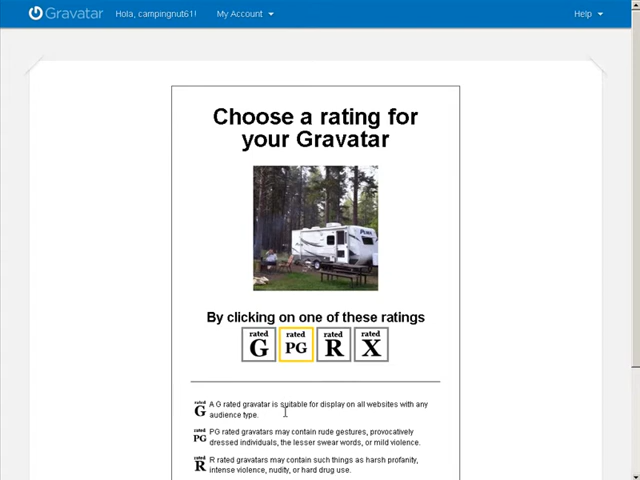 Gravatar Hola, campingnut61! My Account Help
Choose a rating for
your Gravatar
By clicking on one of these ratings
rated G rated PG rated R rated X
rated G A G rated gravatar is suitable for display on all websites with any
audience type.
rated PG PG rated gravatars may contain rude gestures, provocatively
dressed individuals, the lesser swear words, or mild violence.
rated R R rated gravatars may contain such things as harsh profanity,
intense violence, nudity, or hard drug use.